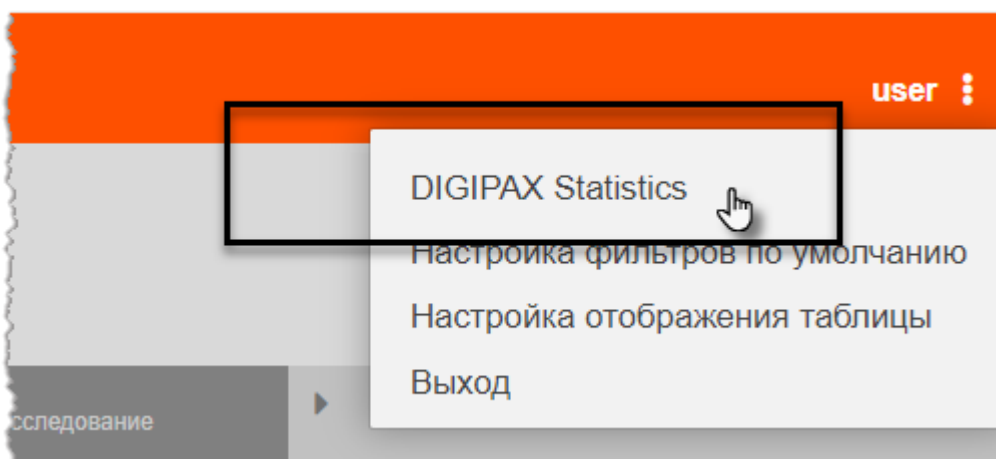 user
DIGIPAX Statistics
Настройка фильтров по умолчанию
Настройка отображения таблицы
Выход
сследование